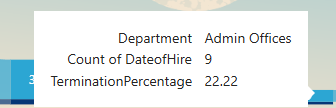 Department Admin Offices
Count of DateofHire 9
TerminationPercentage 22.22